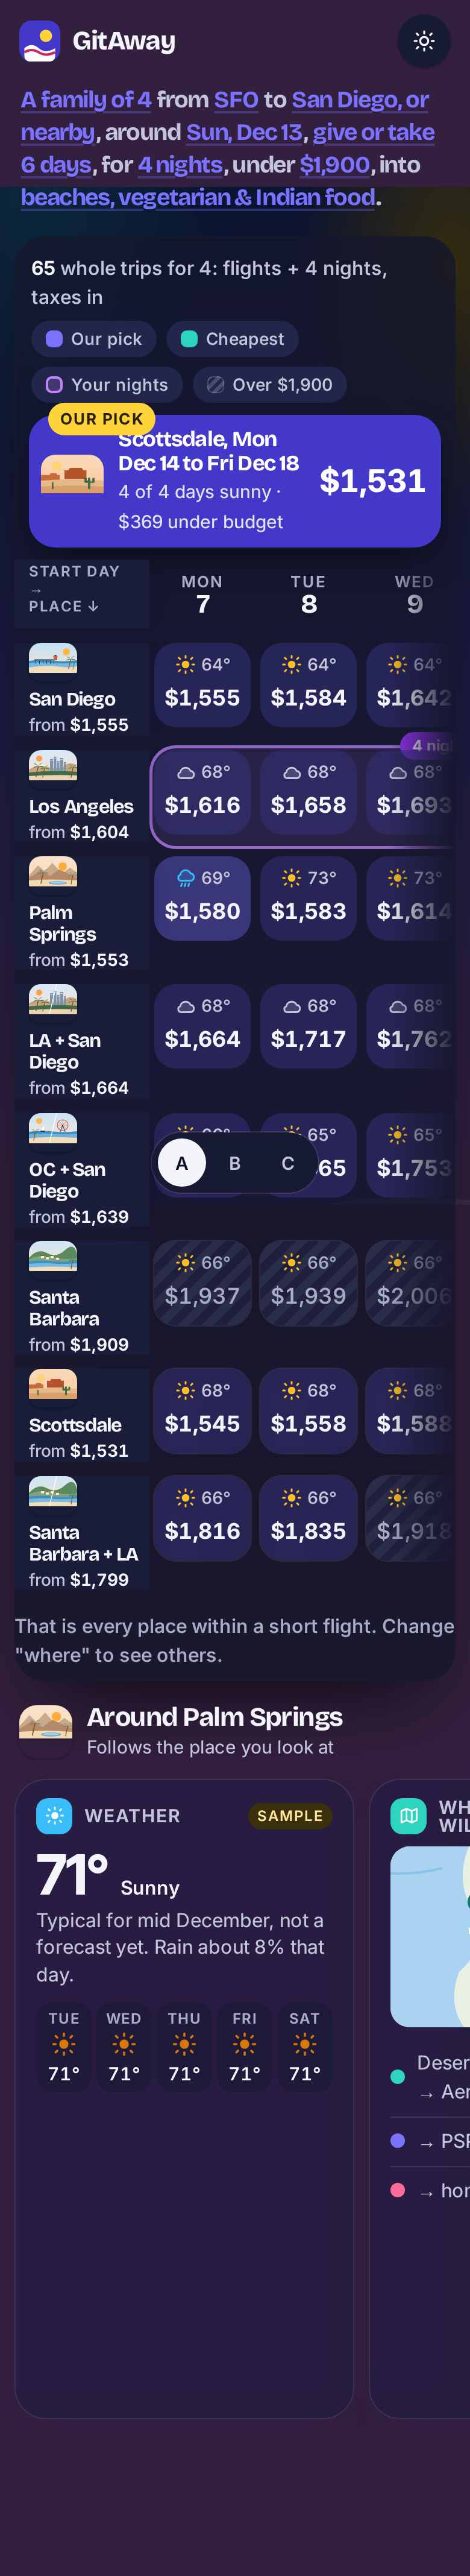 GitAway
A family of 4 from SFO to San Diego, or
nearby, around Sun, Dec 13, give or take
6 days, for 4 nights, under $1,900, into
beaches, vegetarian & Indian food.
65 whole trips for 4: flights + 4 nights,
taxes in
Our pick
Cheapest
Your nights
Over $1,900
OUR PICK
Scottsdale, Mon
Dec 14 to Fri Dec 18
4 of 4 days sunny ·
$369 under budget
$1,531
START DAY
→
PLACE ↓
MON
7
TUE
8
WED
9
San Diego
from $1,555
64°
$1,555
64°
$1,584
64°
$1,642
4 nig
Los Angeles
from $1,604
68°
$1,616
68°
$1,658
68°
$1,693
Palm
Springs
from $1,553
69°
$1,580
73°
$1,583
73°
$1,614
LA + San
Diego
from $1,664
68°
$1,664
68°
$1,717
68°
$1,762
OC + San
Diego
from $1,639
65°
65
65°
$1,753
A
B
C
Santa
Barbara
from $1,909
66°
$1,937
66°
$1,939
66°
$2,006
Scottsdale
from $1,531
68°
$1,545
68°
$1,558
68°
$1,588
Santa
Barbara + LA
from $1,799
66°
$1,816
66°
$1,835
66°
$1,918
That is every place within a short flight. Change
"where" to see others.
Around Palm Springs
Follows the place you look at
WEATHER
SAMPLE
71° Sunny
Typical for mid December, not a
forecast yet. Rain about 8% that
day.
TUE
71°
WED
71°
THU
71°
FRI
71°
SAT
71°
WH
WIL
Deser
→ Aer
→ PSP
→ hor